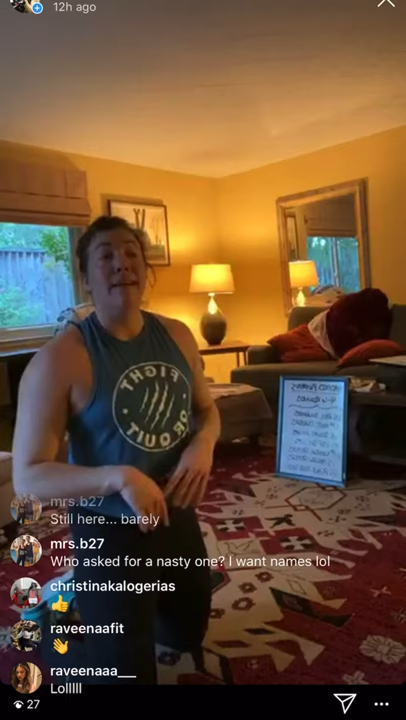 12h ago
FIGHT
OR QUIT
mrs.b27
Still here... barely
mrs.b27
Who asked for a nasty one? I want names lol
christinakalogerias
👍
raveenaafit
👋
raveenaaa___
Lolllll
27